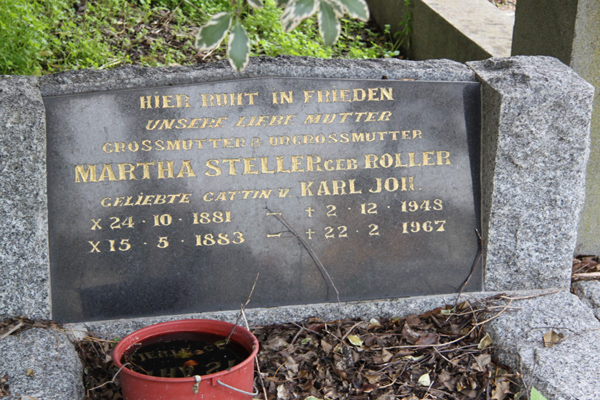 HIER RUHT IN FRIEDEN
UNSERE LIEBE MUTTER
GROSSMUTTER U. URGROSSMUTTER
MARTHA STELLER GEB ROLLER
GELIEBTE GATTIN U KARL JOH.
x 24 · 10 · 1881 — † 2 · 12 · 1948
x 15 · 5 · 1883 — † 22 · 2 · 1967